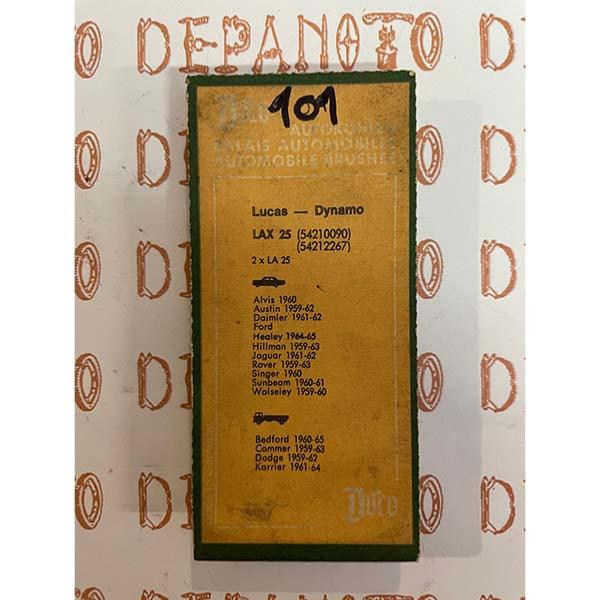 DEPANOTO
101
AUTOKOHLEN
BALAIS AUTOMOBILES
AUTOMOBILE BRUSHES
Lucas — Dynamo
LAX 25 (54210090)
(54212267)
2 x LA 25
Alvis 1960
Austin 1959-62
Daimler 1961-62
Ford
Healey 1964-65
Hillman 1959-63
Jaguar 1961-62
Rover 1959-63
Singer 1960
Sunbeam 1960-61
Wolseley 1959-60
Bedford 1960-65
Commer 1959-63
Dodge 1959-62
Karrier 1961-64